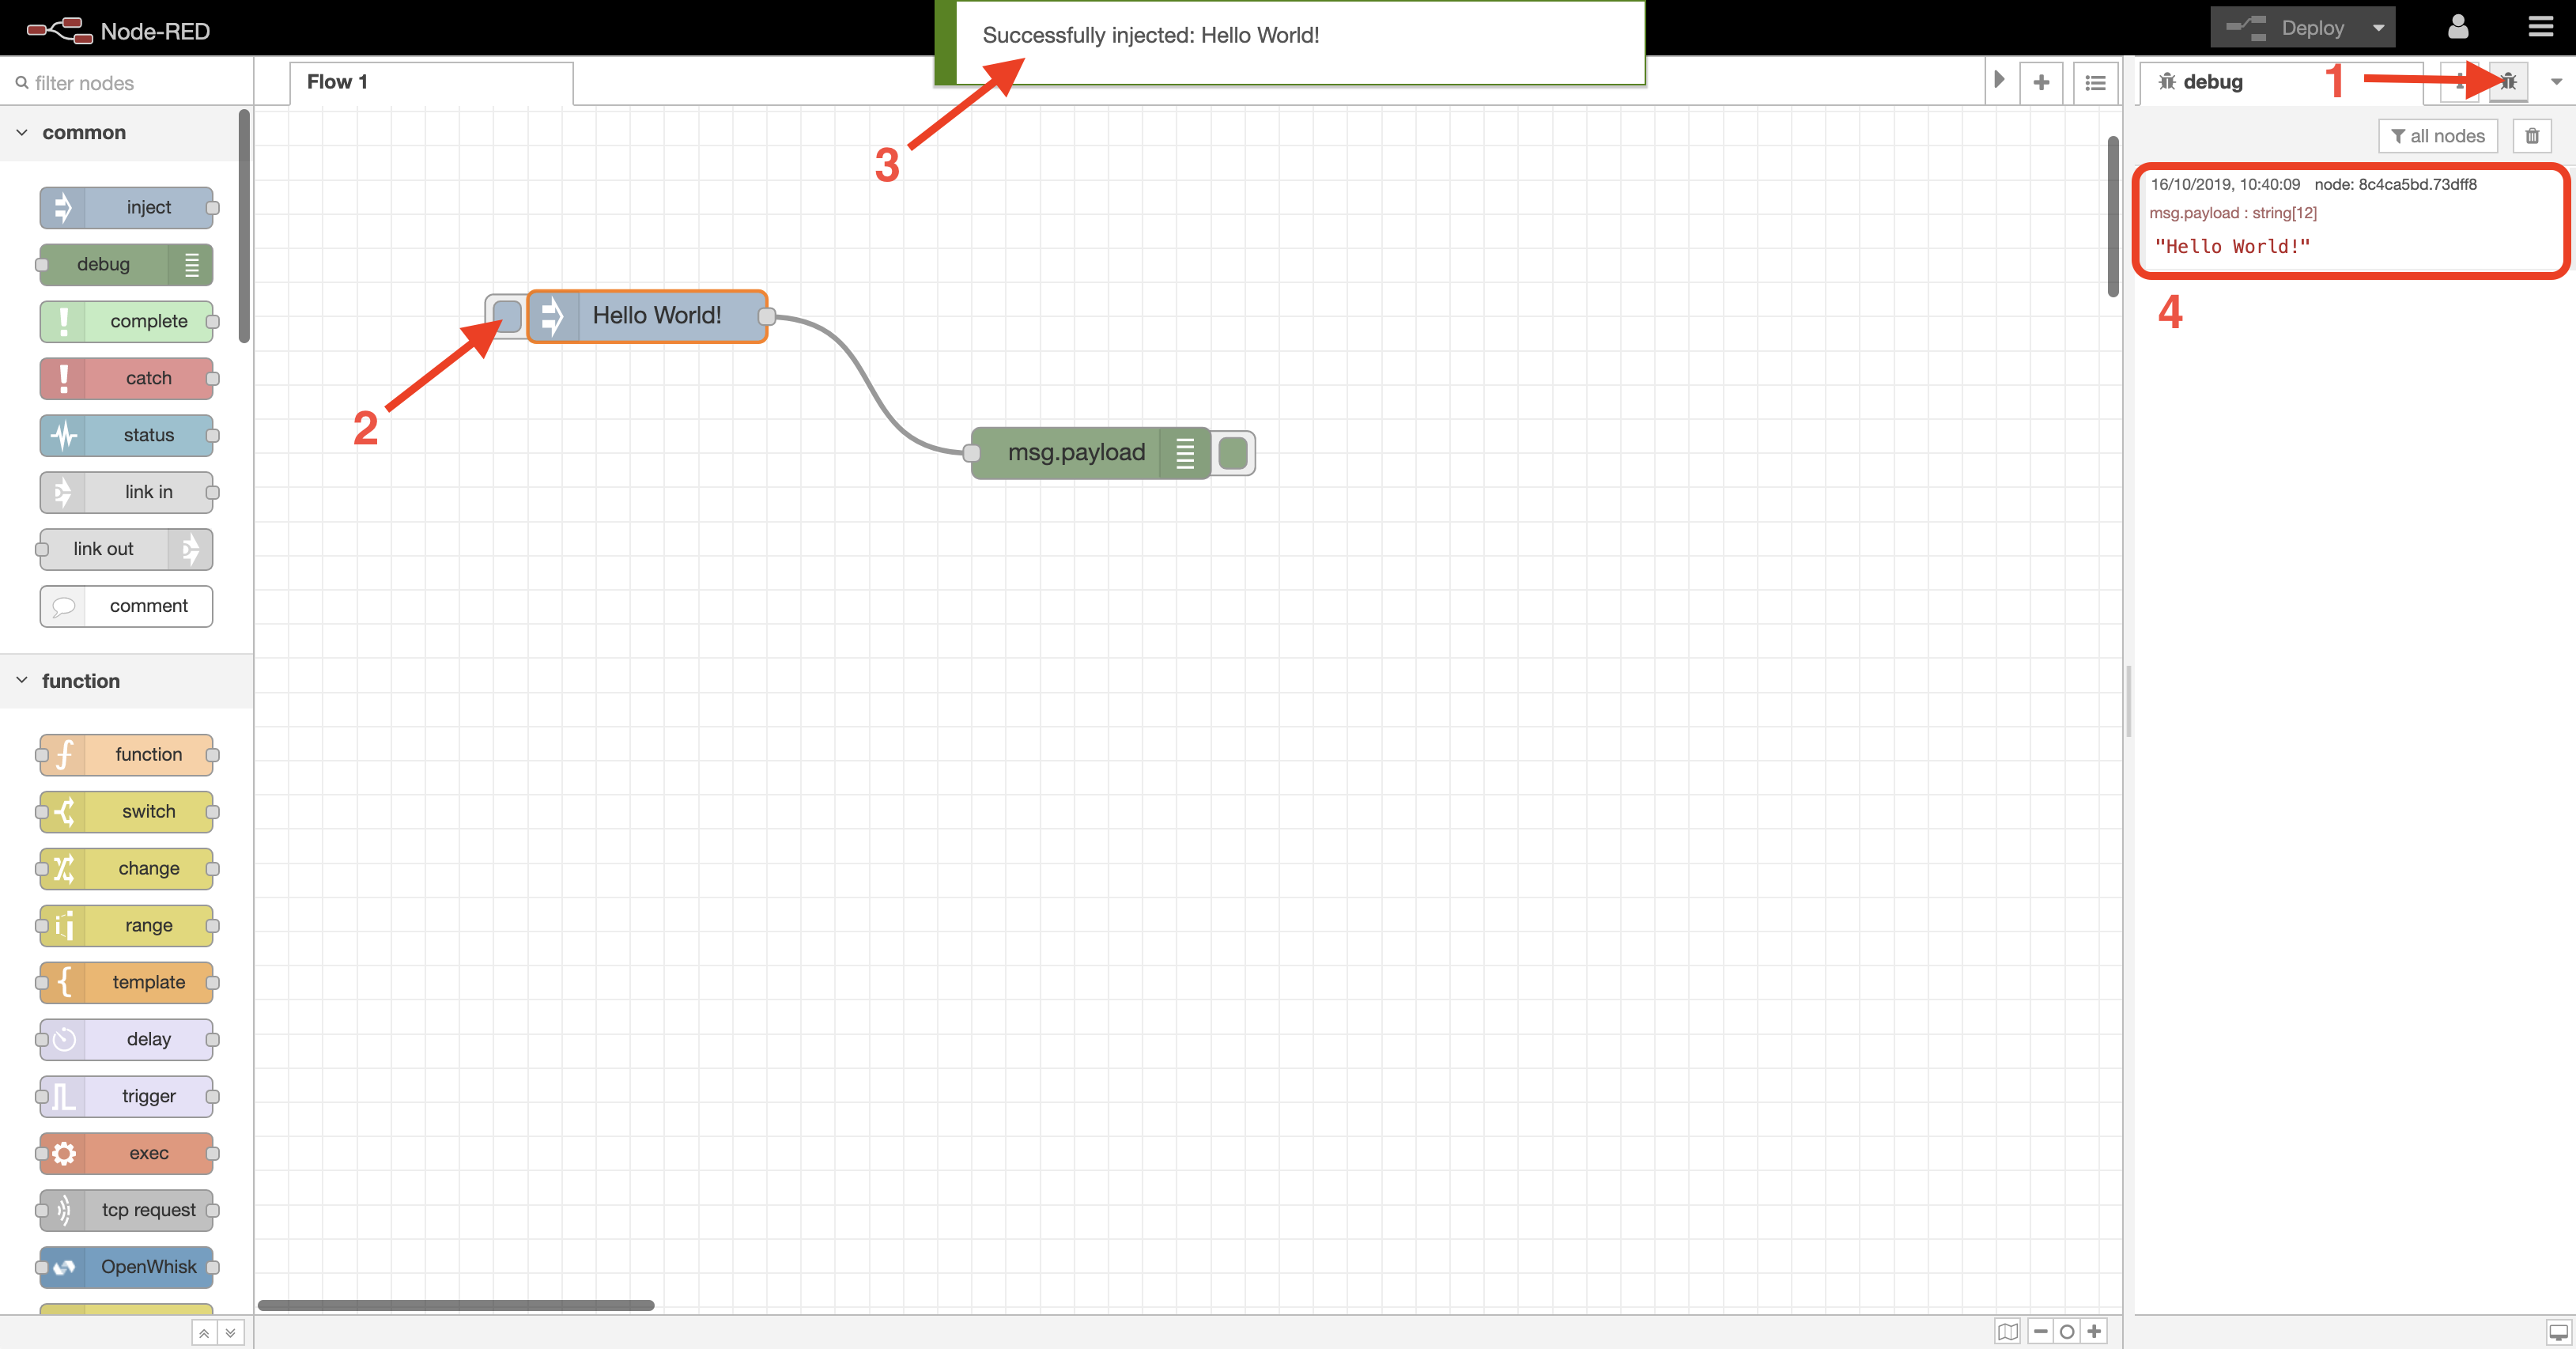 Node-RED
Successfully injected: Hello World!
Deploy
filter nodes
Flow 1
debug
1
all nodes
common
3
inject
debug
complete
catch
status
link in
link out
comment
function
function
switch
change
range
template
delay
trigger
exec
tcp request
OpenWhisk
Hello World!
2
msg.payload
16/10/2019, 10:40:09 node: 8c4ca5bd.73dff8
msg.payload : string[12]
"Hello World!"
4